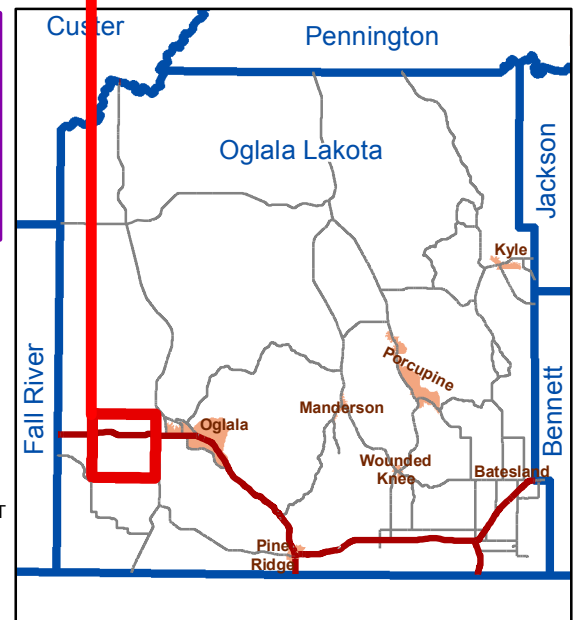 Custer
Pennington
Oglala Lakota
Jackson
Kyle
Fall River
Porcupine
Manderson
Oglala
Bennett
Wounded
Knee
Batesland
T
Pine
Ridge